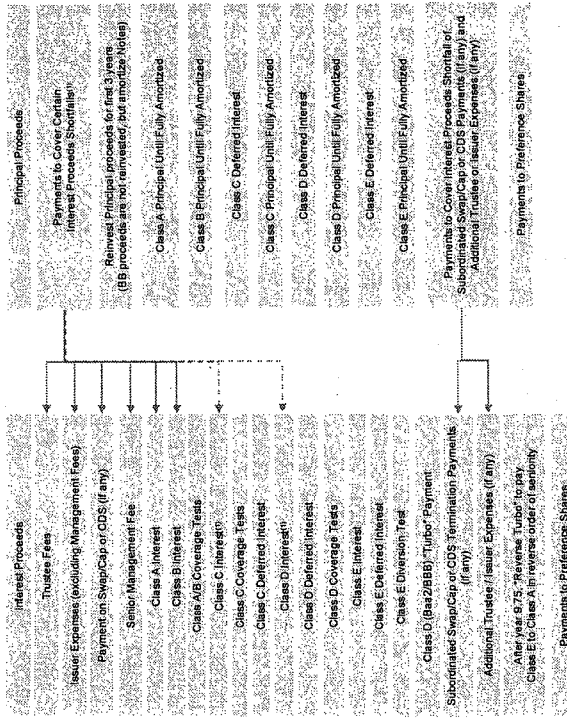 Interest Proceeds
Trustee Fees
Issuer Expenses (excluding Management Fees)
Payment on Swap/Cap or CDS (if any)
Senior Management Fee
Class A Interest
Class B Interest
Class A/B Coverage Tests
Class C Interest(1)
Class C Coverage Tests
Class C Deferred Interest
Class D Interest(1)
Class D Deferred Interest
Class D Coverage Tests
Class E Interest
Class E Deferred Interest
Class E Diversion Test
Class D (Baa2/BBB) "Turbo" Payment
Subordinated Swap/Cap or CDS Termination Payments
(if any)
Additional Trustee / Issuer Expenses (if any)
After year 9.75, "Reverse Turbo" to pay
Class E to Class A in reverse order of seniority
Payments to Preference Shares
Principal Proceeds
Payments to Cover Certain
Interest Proceeds Shortfalls(1)
Reinvest Principal proceeds for first 3 years
(BB proceeds are not reinvested, but amortize Notes)
Class A Principal Until Fully Amortized
Class B Principal Until Fully Amortized
Class C Deferred Interest
Class C Principal Until Fully Amortized
Class D Deferred Interest
Class D Principal Until Fully Amortized
Class E Deferred Interest
Class E Principal Until Fully Amortized
Payments to Cover Interest Proceeds Shortfall of
Subordinated Swap/Cap or CDS Payments (if any) and
Additional Trustee or Issuer Expenses (if any)
Payments to Preference Shares